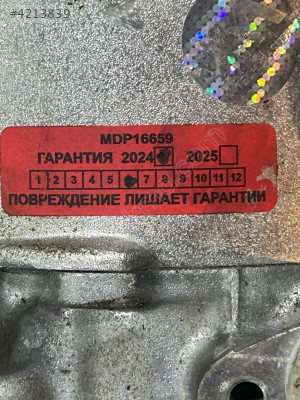 #4213839
MDP16659
ГАРАНТИЯ 2024 2025
1 2 3 4 5 7 8 9 10 11 12
ПОВРЕЖДЕНИЕ ЛИШАЕТ ГАРАНТИИ